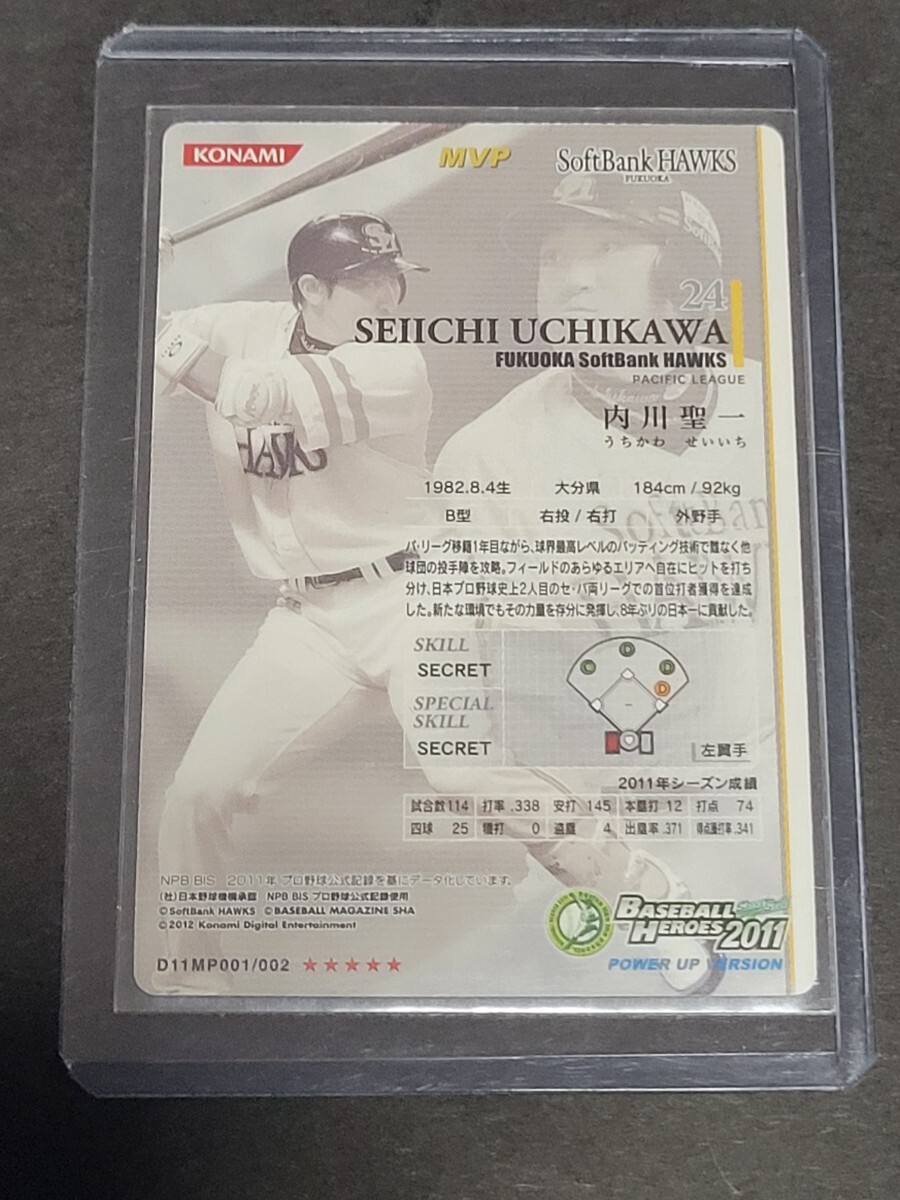 KONAMI MVP SoftBank HAWKS
FUKUOKA
24
SEIICHI UCHIKAWA
FUKUOKA SoftBank HAWKS
PACIFIC LEAGUE
内川聖一
うちかわ せいいち
1982.8.4生 大分県 184cm / 92kg
B型 右投 / 右打 外野手
パ・リーグ移籍1年目ながら、球界最高レベルのバッティング技術で難なく他
球団の投手陣を攻略。フィールドのあらゆるエリアへ自在にヒットを打ち
分け、日本プロ野球史上2人目のセ・パ両リーグでの首位打者獲得を達成
した。新たな環境でもその力量を存分に発揮し、8年ぶりの日本一に貢献した。
SKILL
SECRET
SPECIAL
SKILL
SECRET
C D D
D
左翼手
2011年シーズン成績
試合数 114 打率 .338 安打 145 本塁打 12 打点 74
四球 25 犠打 0 盗塁 4 出塁率 .371 得点圏打率 .341
NPB BIS 2011年 プロ野球公式記録を基にデータ化しています。
(社)日本野球機構承認 NPB BIS プロ野球公式記録使用
©SoftBank HAWKS ©BASEBALL MAGAZINE SHA
©2012 Konami Digital Entertainment
BASEBALL
HEROES 2011
POWER UP VERSION
D11MP001/002 ★★★★★